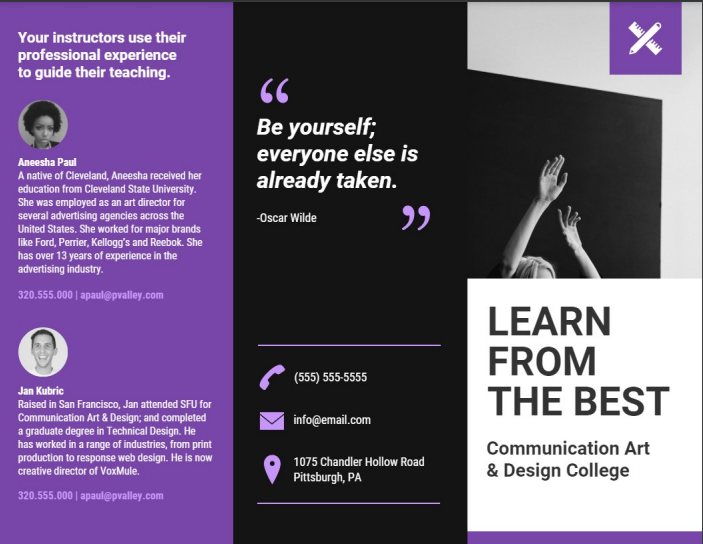 Your instructors use their
professional experience
to guide their teaching.
Aneesha Paul
A native of Cleveland, Aneesha received her
education from Cleveland State University.
She was employed as an art director for
several advertising agencies across the
United States. She worked for major brands
like Ford, Perrier, Kellogg's and Reebok. She
has over 13 years of experience in the
advertising industry.
320.555.000 | apaul@pvalley.com
Jan Kubric
Raised in San Francisco, Jan attended SFU for
Communication Art & Design; and completed
a graduate degree in Technical Design. He
has worked in a range of industries, from print
production to response web design. He is now
creative director of VoxMule.
320.555.000 | apaul@pvalley.com
“
Be yourself;
everyone else is
already taken.
-Oscar Wilde ”
(555) 555-5555
info@email.com
1075 Chandler Hollow Road
Pittsburgh, PA
LEARN
FROM
THE BEST
Communication Art
& Design College